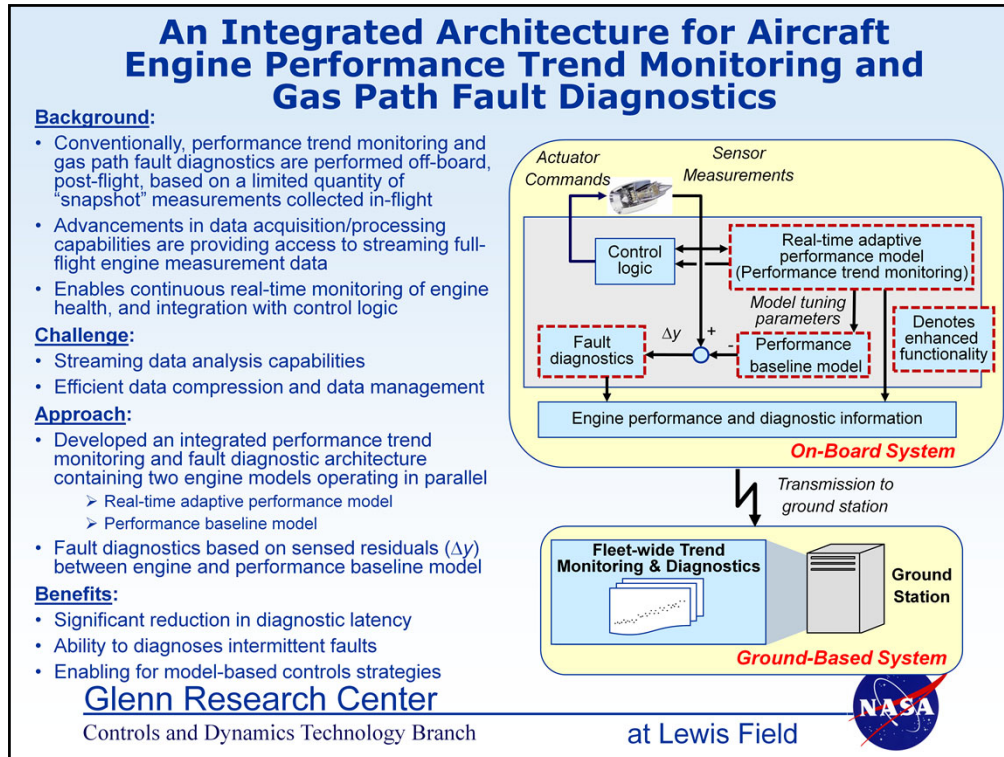 An Integrated Architecture for Aircraft
Engine Performance Trend Monitoring and
Gas Path Fault Diagnostics
Background:
• Conventionally, performance trend monitoring and
gas path fault diagnostics are performed off-board,
post-flight, based on a limited quantity of
“snapshot” measurements collected in-flight
• Advancements in data acquisition/processing
capabilities are providing access to streaming full-
flight engine measurement data
• Enables continuous real-time monitoring of engine
health, and integration with control logic
Challenge:
• Streaming data analysis capabilities
• Efficient data compression and data management
Approach:
• Developed an integrated performance trend
monitoring and fault diagnostic architecture
containing two engine models operating in parallel
➢ Real-time adaptive performance model
➢ Performance baseline model
• Fault diagnostics based on sensed residuals (Δy)
between engine and performance baseline model
Benefits:
• Significant reduction in diagnostic latency
• Ability to diagnoses intermittent faults
• Enabling for model-based controls strategies
Actuator
Commands
Sensor
Measurements
Control
logic
Real-time adaptive
performance model
(Performance trend monitoring)
Model tuning
parameters
Δy
+
-
Fault
diagnostics
Performance
baseline model
Denotes
enhanced
functionality
Engine performance and diagnostic information
On-Board System
Transmission to
ground station
Fleet-wide Trend
Monitoring & Diagnostics
Ground
Station
Ground-Based System
Glenn Research Center
Controls and Dynamics Technology Branch
at Lewis Field
NASA